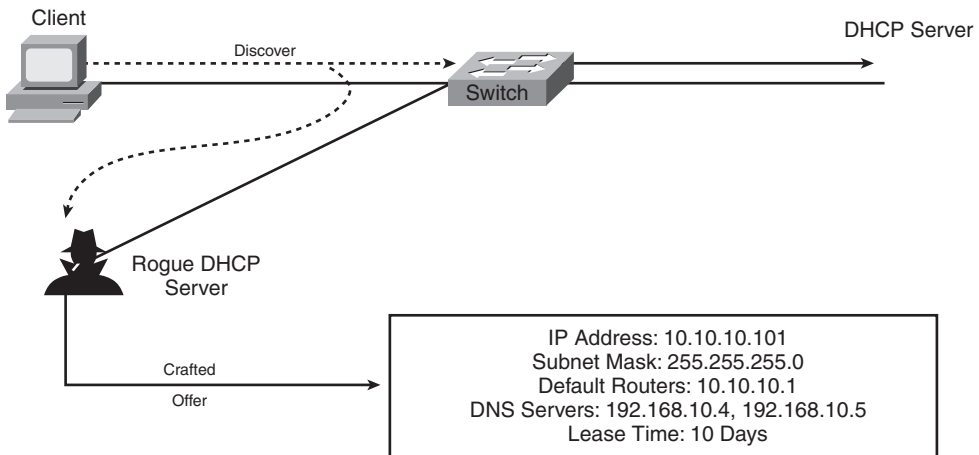 Client
Discover
DHCP Server
Switch
Rogue DHCP
Server
Crafted
Offer
IP Address: 10.10.10.101
Subnet Mask: 255.255.255.0
Default Routers: 10.10.10.1
DNS Servers: 192.168.10.4, 192.168.10.5
Lease Time: 10 Days